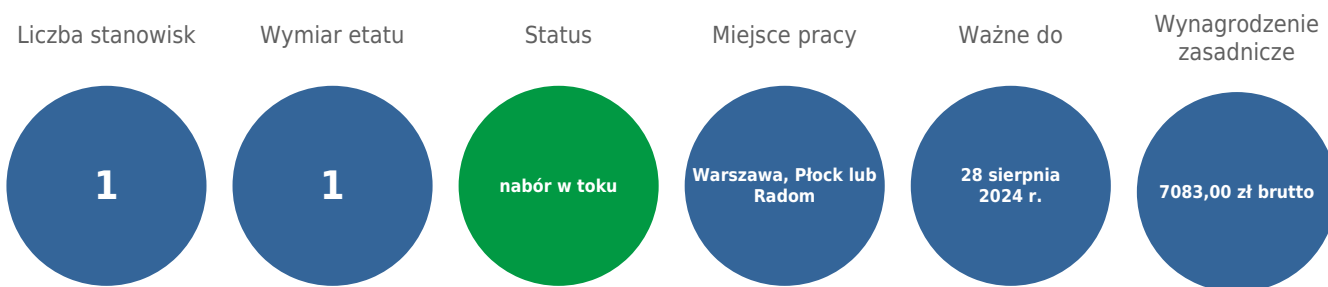 Liczba stanowisk
1
Wymiar etatu
1
Status
nabór w toku
Miejsce pracy
Warszawa, Płock lub
Radom
Ważne do
28 sierpnia
2024 r.
Wynagrodzenie
zasadnicze
7083,00 zł brutto